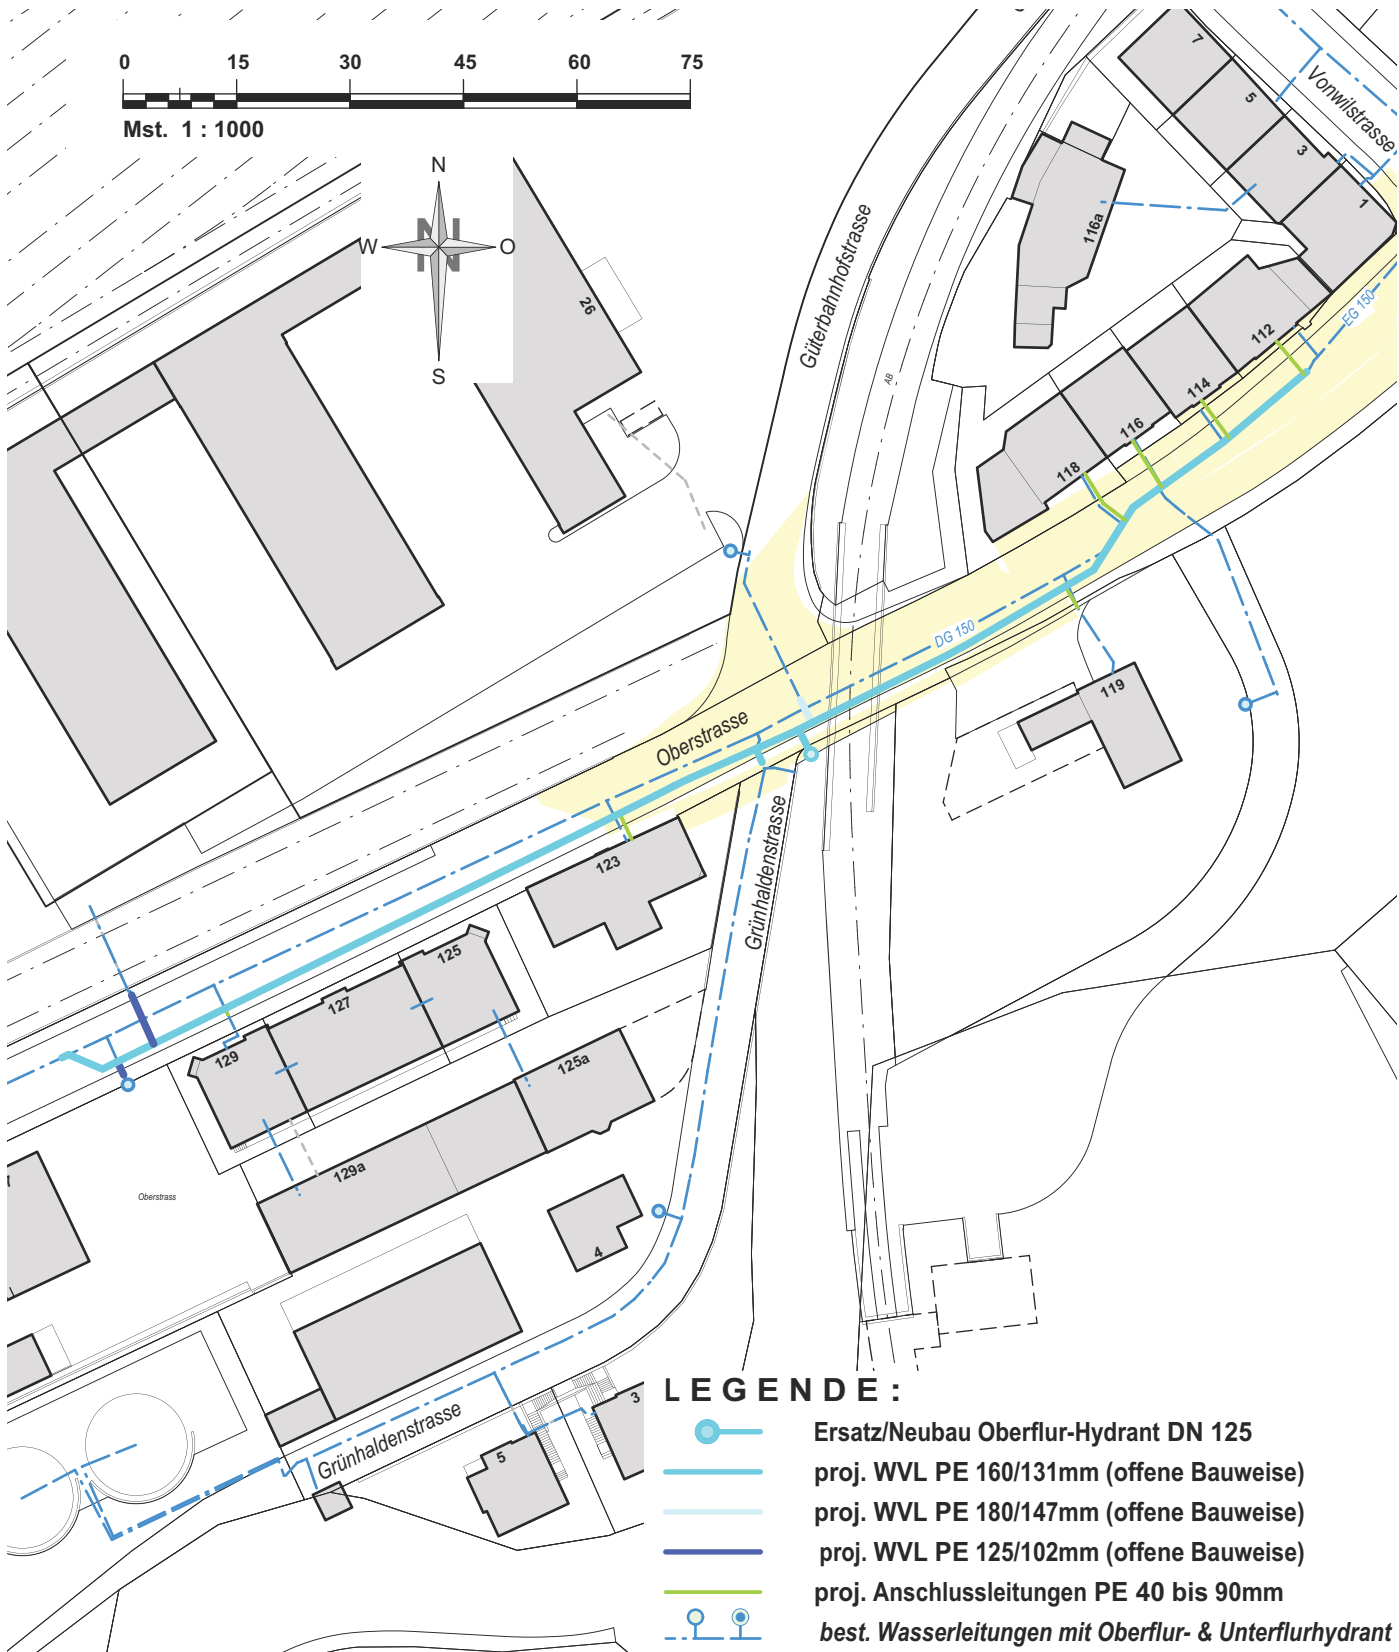 0 15 30 45 60 75
Mst. 1 : 1000
N
W O
S
N
26
Güterbahnhofstrasse
AB
7
5
3
1
Vonwilstrasse
116a
EG 150
112
114
116
118
DG 150
119
Oberstrasse
Grünhaldenstrasse
123
125
127
129
125a
129a
Oberstrass
4
Grünhaldenstrasse
5
3
LEGENDE:
Ersatz/Neubau Oberflur-Hydrant DN 125
proj. WVL PE 160/131mm (offene Bauweise)
proj. WVL PE 180/147mm (offene Bauweise)
proj. WVL PE 125/102mm (offene Bauweise)
proj. Anschlussleitungen PE 40 bis 90mm
best. Wasserleitungen mit Oberflur- & Unterflurhydrant